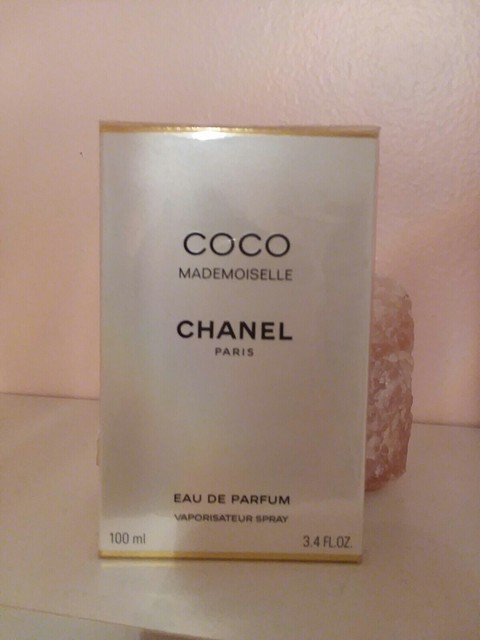 COCO
MADEMOISELLE
CHANEL
PARIS
EAU DE PARFUM
VAPORISATEUR SPRAY
100 ml 3.4 FL.OZ.